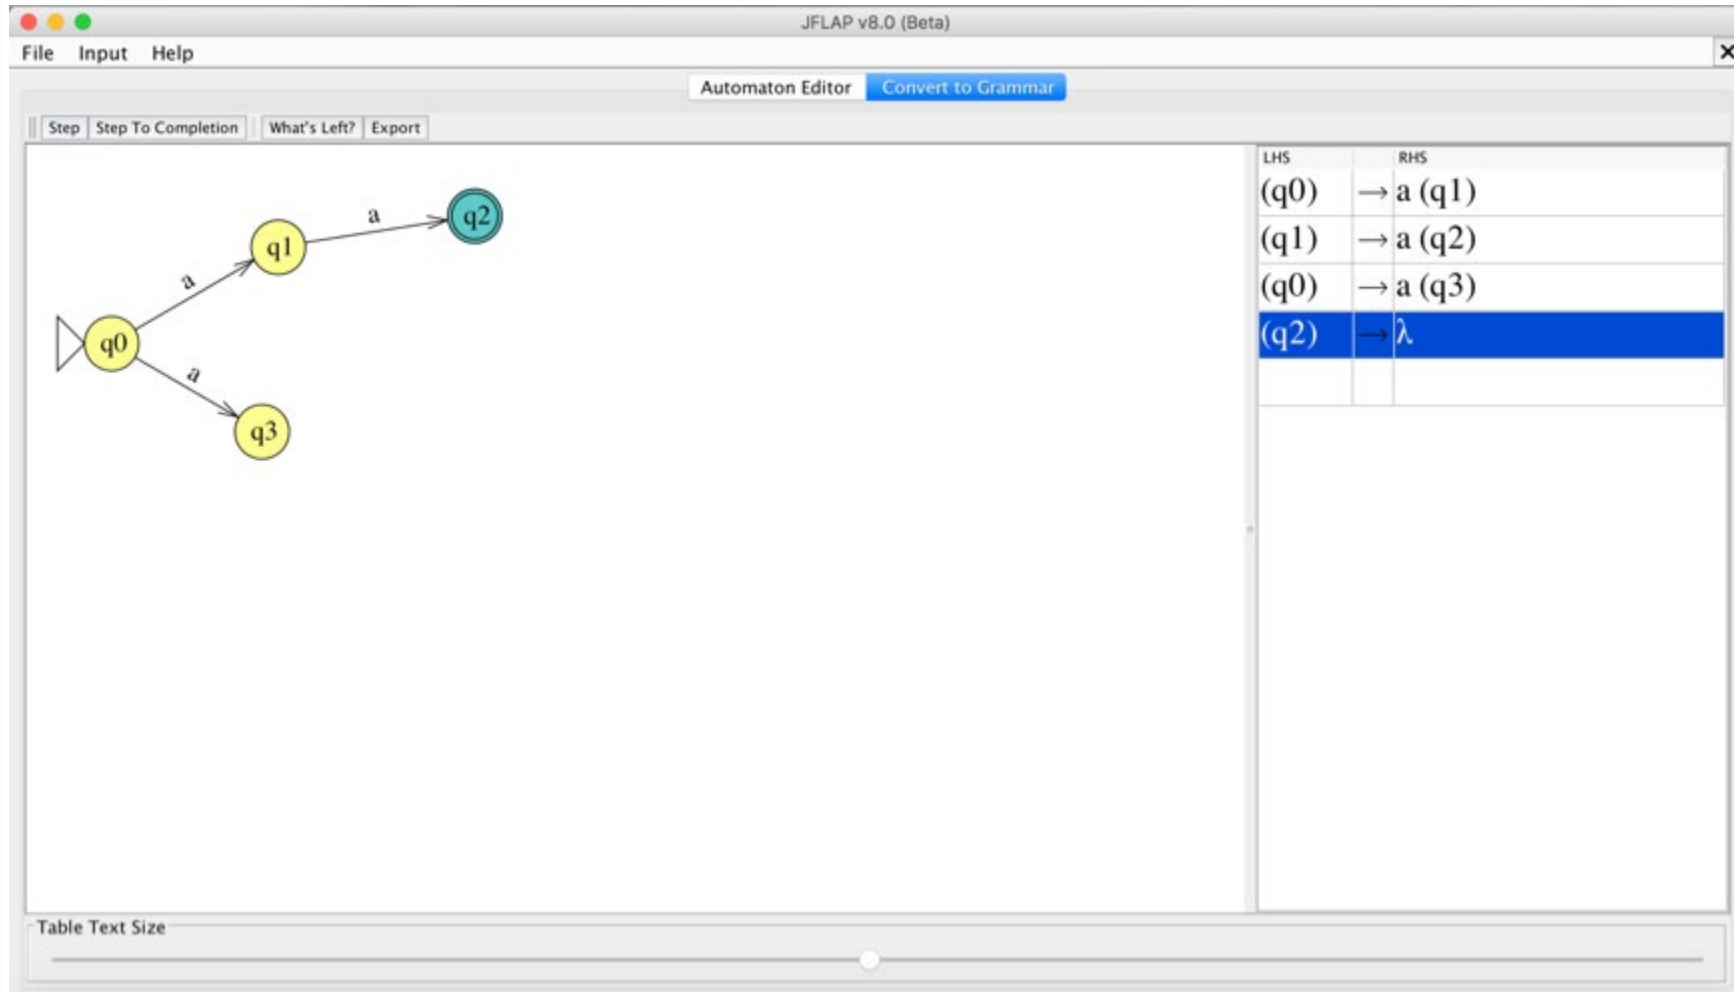 JFLAP v8.0 (Beta)
File Input Help
Automaton Editor Convert to Grammar
Step Step To Completion What's Left? Export
LHS RHS
(q0) → a (q1)
(q1) → a (q2)
(q0) → a (q3)
(q2) → λ
a q2
q1
a
q0
a
q3
Table Text Size